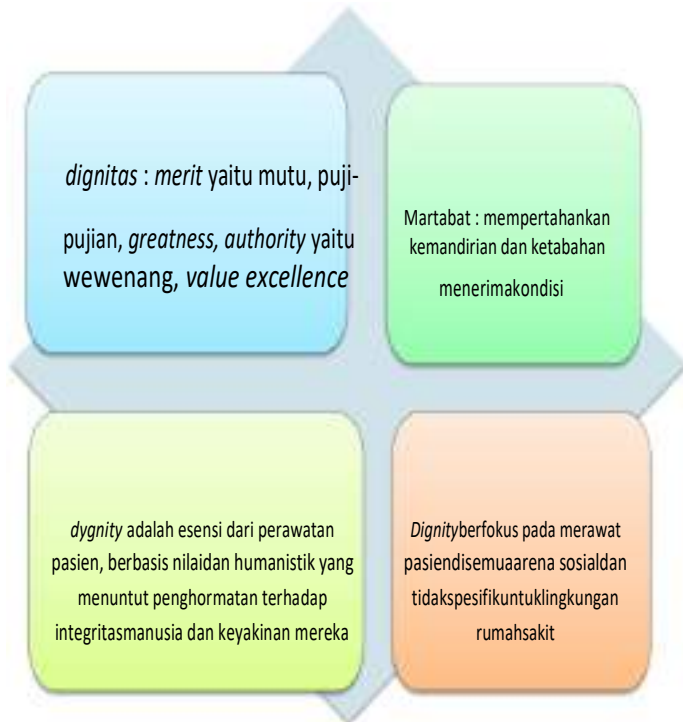 dignitas : merit yaitu mutu, puji-
pujian, greatness, authority yaitu
wewenang, value excellence
Martabat : mempertahankan
kemandirian dan ketabahan
menerimakondisi
dygnity adalah esensi dari perawatan
pasien, berbasis nilaidan humanistik yang
menuntut penghormatan terhadap
integritasmanusia dan keyakinan mereka
Dignityberfokus pada merawat
pasiendisemuaarena sosialdan
tidakspesifikuntuklingkungan
rumahsakit